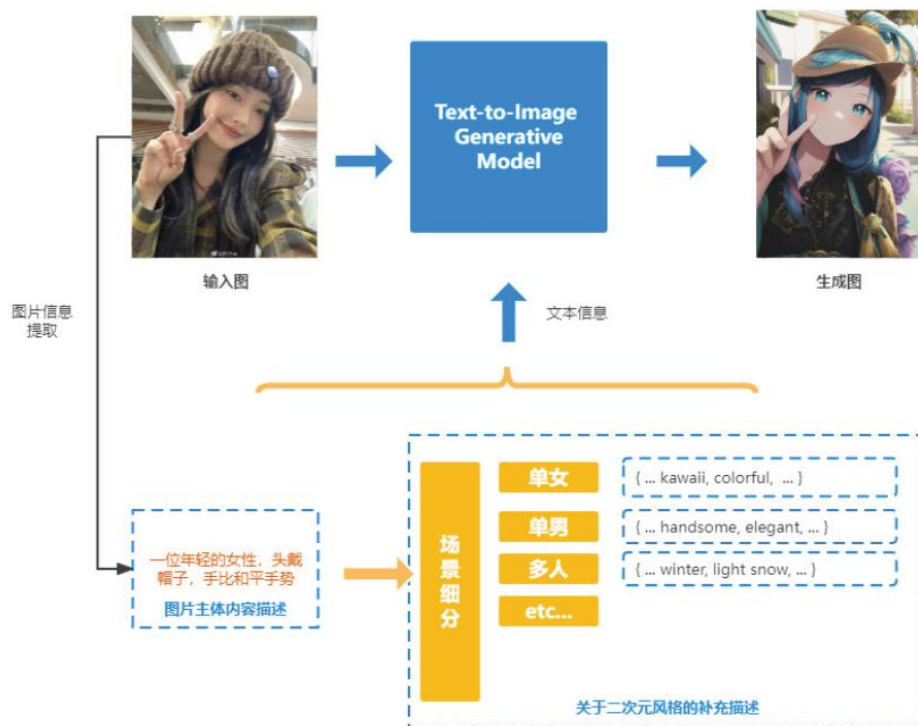 Text-to-Image
Generative
Model
输入图
生成图
图片信息
提取
文本信息
场景细分
单女
{ ... kawaii, colorful,  ... }
单男
{ ... handsome, elegant, ... }
多人
{ ... winter, light snow, ... }
etc...
一位年轻的女性，头戴
帽子，手比和平手势
图片主体内容描述
关于二次元风格的补充描述